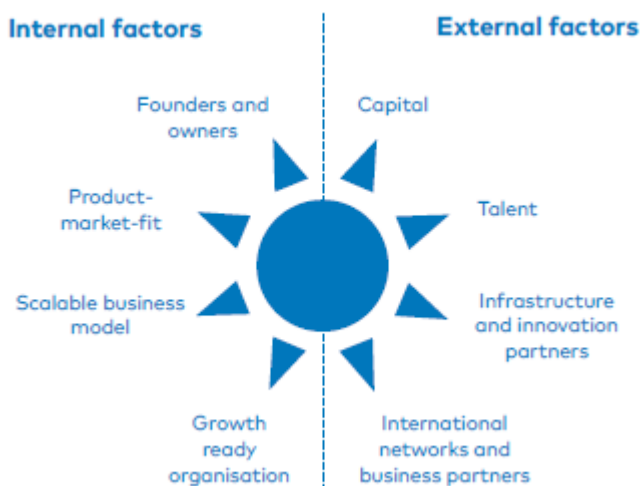 Internal factors
External factors
Founders and
owners
Capital
Product-
market-fit
Talent
Scalable business
model
Infrastructure
and innovation
partners
Growth
ready
organisation
International
networks and
business partners